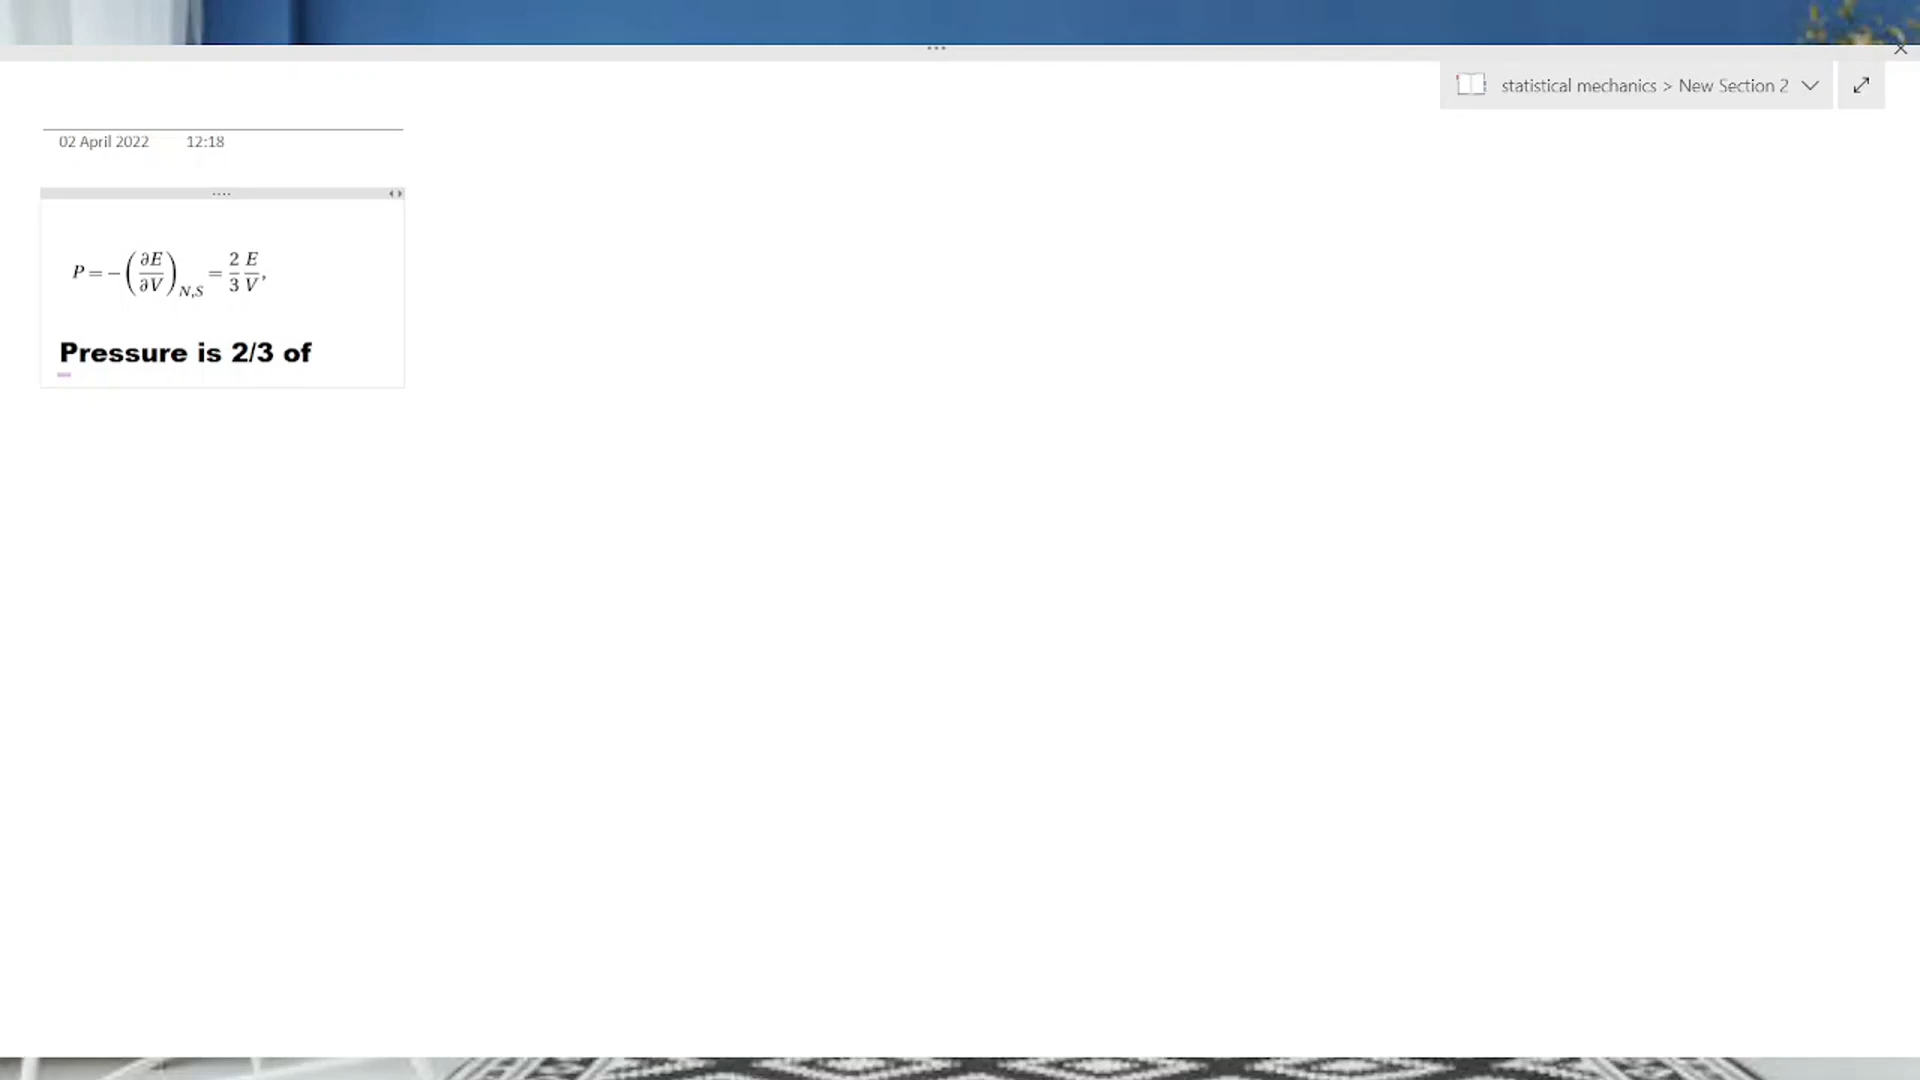 statistical mechanics > New Section 2
02 April 2022 12:18
P = − (∂E/∂V)N,S = 2/3 E/V,
Pressure is 2/3 of